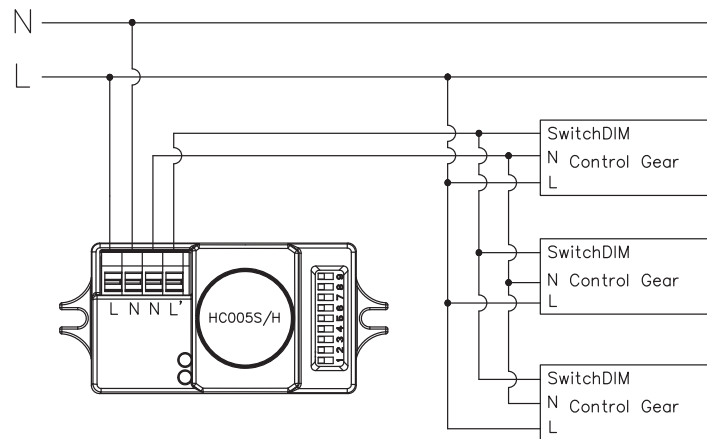 N
L
SwitchDIM
N Control Gear
L
SwitchDIM
N Control Gear
L
L N N L'
HC005S/H
1 2 3 4 5 6 7 8 9
SwitchDIM
N Control Gear
L